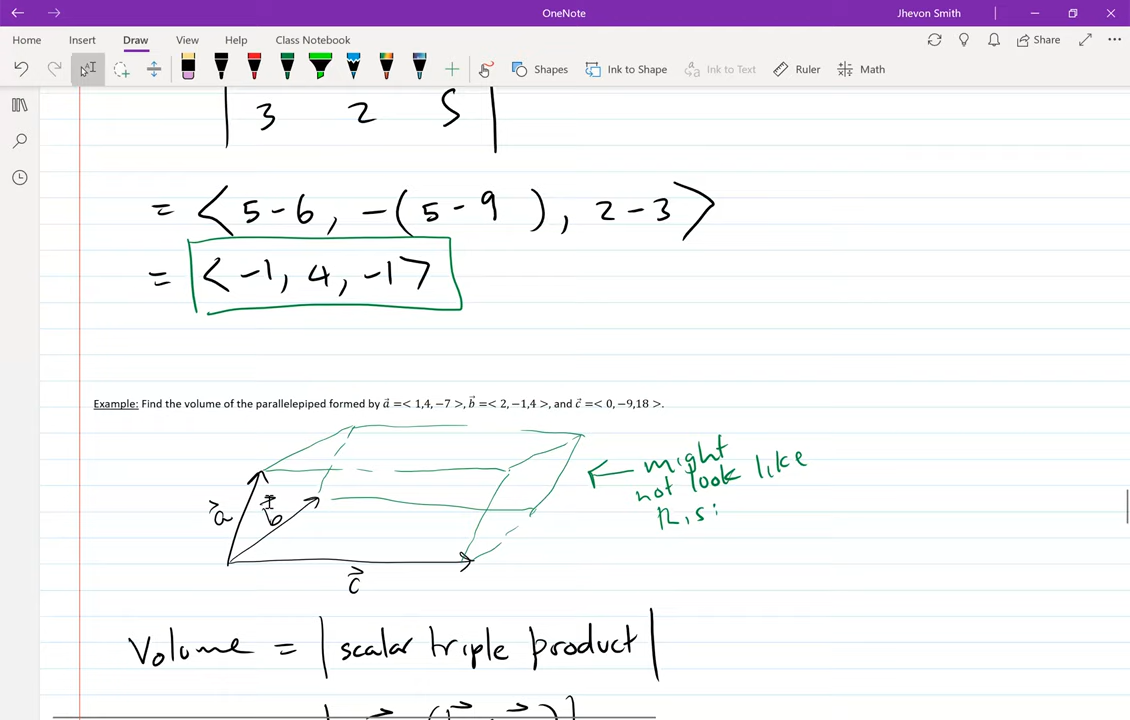 OneNote
Jhevon Smith
Home Insert Draw View Help Class Notebook
Share
Shapes Ink to Shape Ink to Text Ruler Math
| 3 2 5 |
= < 5-6, -(5-9), 2-3 >
= < -1, 4, -1 >
Example: Find the volume of the parallelepiped formed by a⃗ =< 1,4, −7 >, b⃗ =< 2, −1,4 >, and c⃗ =< 0, −9,18 >.
a⃗
b⃗
c⃗
← might
not look like
this
Volume = | scalar triple product |